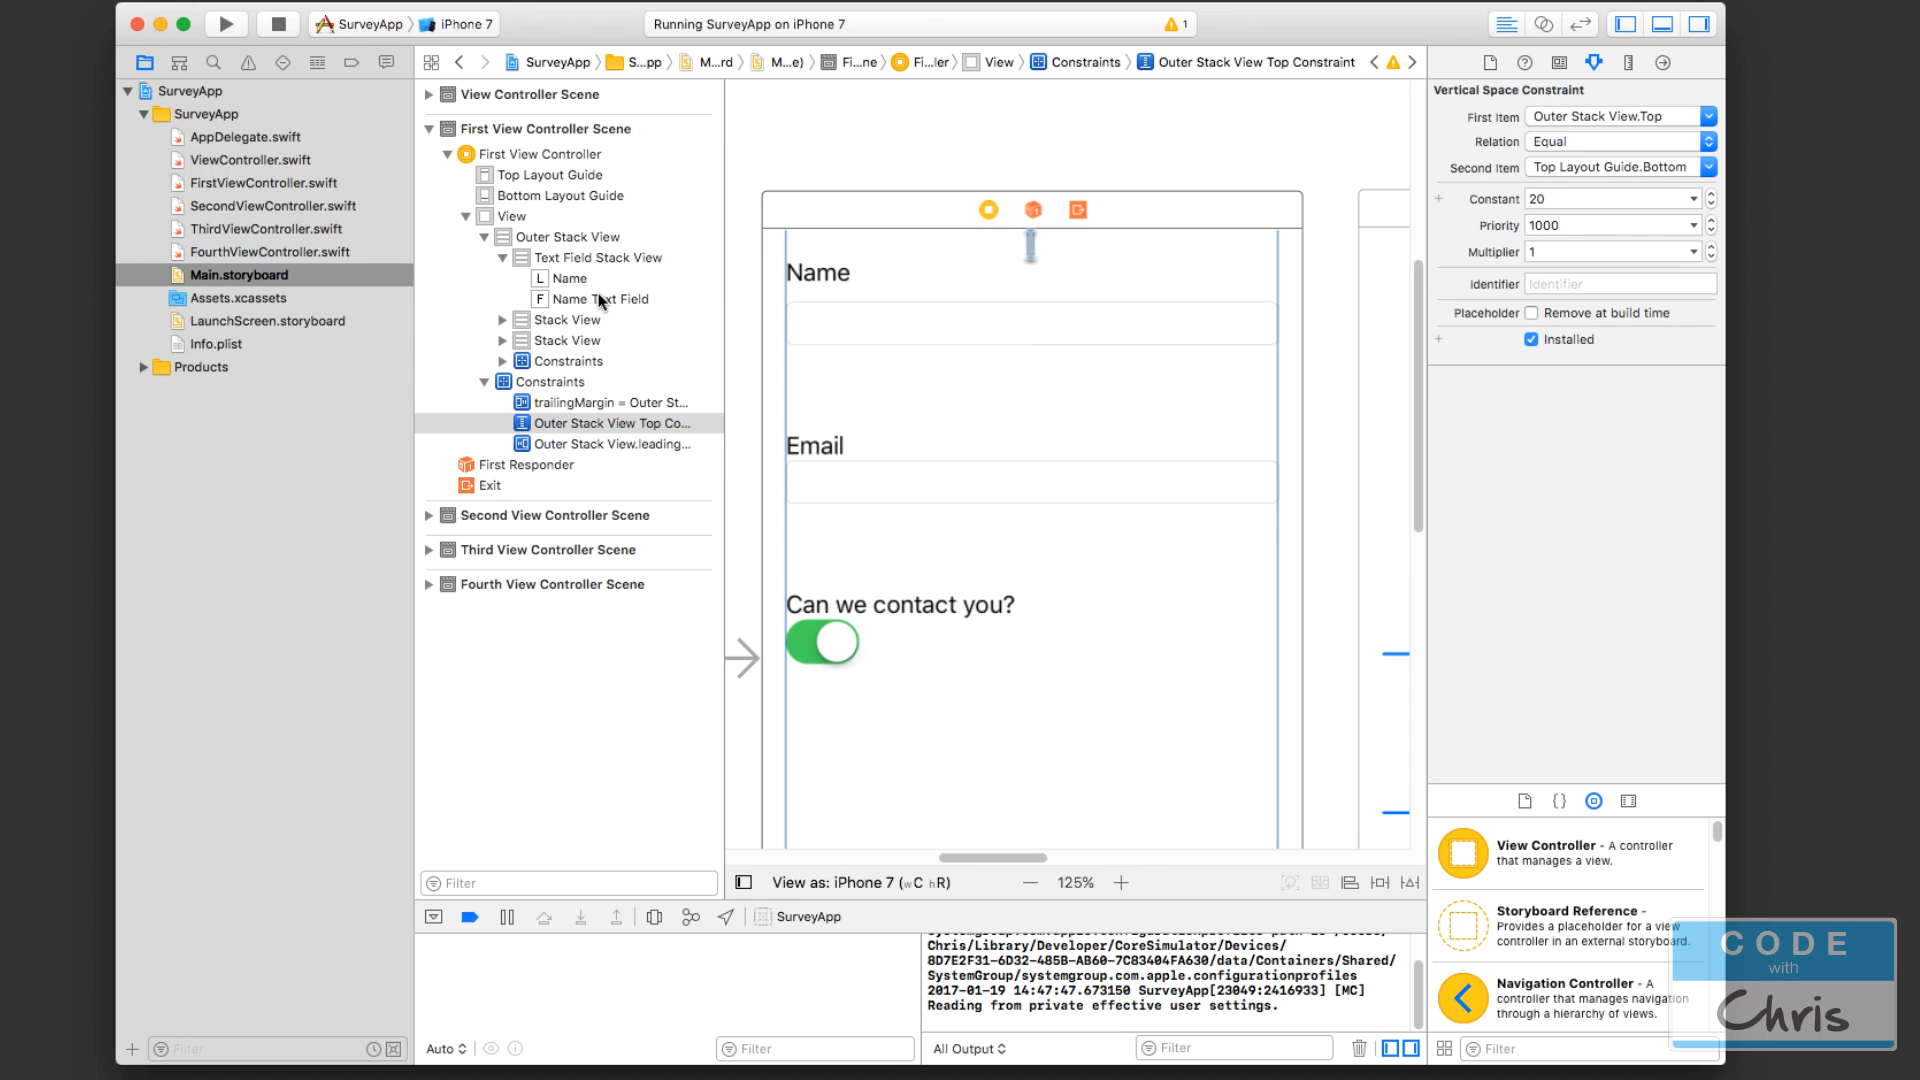 SurveyApp
iPhone 7
Running SurveyApp on iPhone 7
1
SurveyApp
S...pp
M...rd
M...e)
Fi...ne
Fi...ler
View
Constraints
Outer Stack View Top Constraint
SurveyApp
SurveyApp
AppDelegate.swift
ViewController.swift
FirstViewController.swift
SecondViewController.swift
ThirdViewController.swift
FourthViewController.swift
Main.storyboard
Assets.xcassets
LaunchScreen.storyboard
Info.plist
Products
Filter
View Controller Scene
First View Controller Scene
First View Controller
Top Layout Guide
Bottom Layout Guide
View
Outer Stack View
Text Field Stack View
L Name
F Name Text Field
Stack View
Stack View
Constraints
Constraints
trailingMargin = Outer St...
Outer Stack View Top Co...
Outer Stack View.leading...
First Responder
Exit
Second View Controller Scene
Third View Controller Scene
Fourth View Controller Scene
Filter
Name
Email
Can we contact you?
View as: iPhone 7 (wC hR)
125%
SurveyApp
Auto
Filter
Chris/Library/Developer/CoreSimulator/Devices/
8D7E2F31-6D32-485B-AB60-7C83404FA630/data/Containers/Shared/
SystemGroup/systemgroup.com.apple.configurationprofiles
2017-01-19 14:47:47.673150 SurveyApp[23049:2416933] [MC]
Reading from private effective user settings.
All Output
Filter
Vertical Space Constraint
First Item Outer Stack View.Top
Relation Equal
Second Item Top Layout Guide.Bottom
Constant 20
Priority 1000
Multiplier 1
Identifier Identifier
Placeholder Remove at build time
Installed
View Controller - A controller
that manages a view.
Storyboard Reference -
Provides a placeholder for a view
controller in an external storyboard.
Navigation Controller - A
controller that manages navigation
through a hierarchy of views.
Filter
CODE
with
Chris